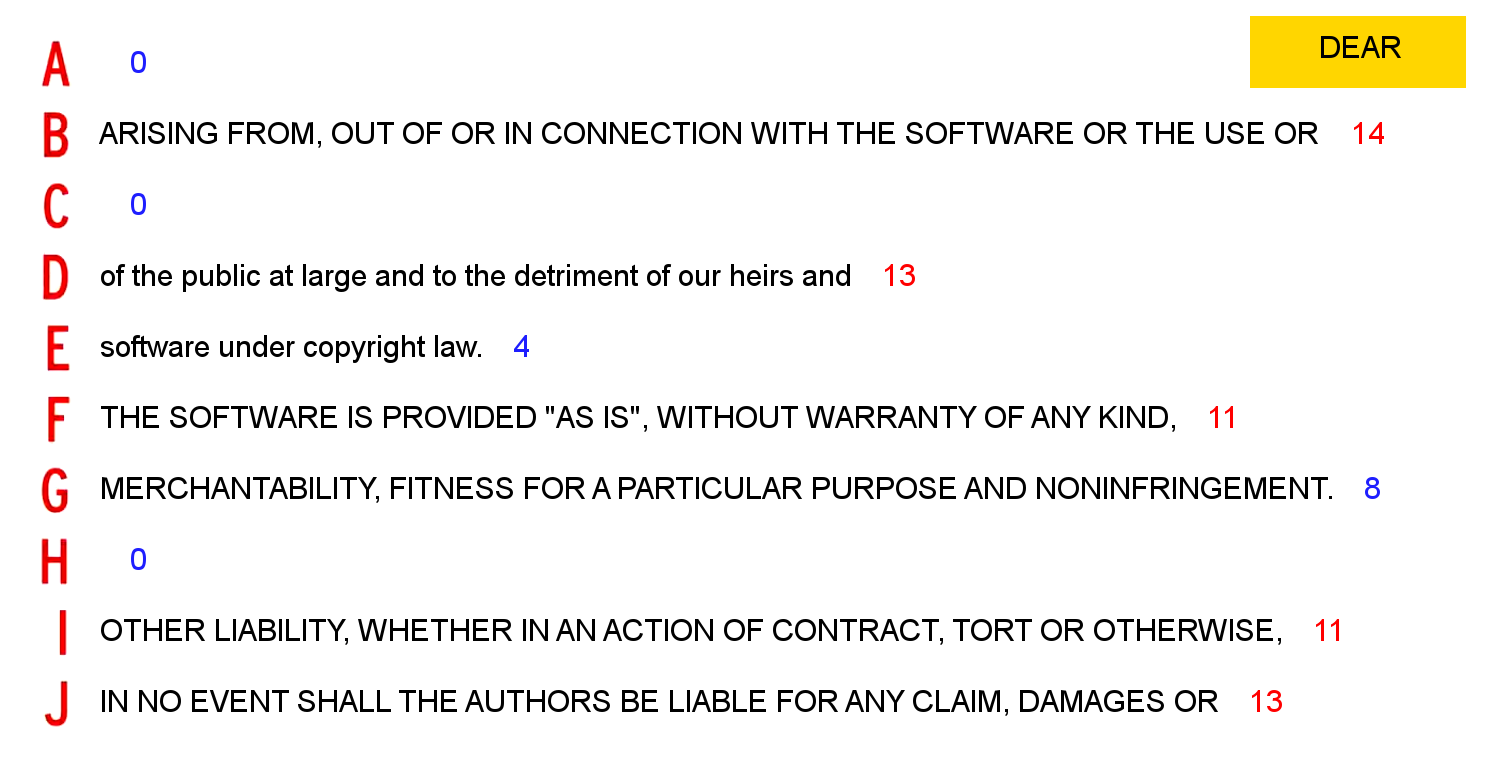 DEAR
A 0
B ARISING FROM, OUT OF OR IN CONNECTION WITH THE SOFTWARE OR THE USE OR 14
C 0
D of the public at large and to the detriment of our heirs and 13
E software under copyright law. 4
F THE SOFTWARE IS PROVIDED "AS IS", WITHOUT WARRANTY OF ANY KIND, 11
G MERCHANTABILITY, FITNESS FOR A PARTICULAR PURPOSE AND NONINFRINGEMENT. 8
H 0
I OTHER LIABILITY, WHETHER IN AN ACTION OF CONTRACT, TORT OR OTHERWISE, 11
J IN NO EVENT SHALL THE AUTHORS BE LIABLE FOR ANY CLAIM, DAMAGES OR 13